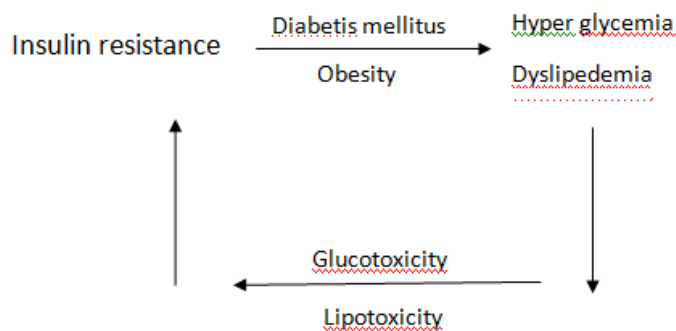 Insulin resistance
Diabetis mellitus
Obesity
Hyper glycemia
Dyslipedemia
Glucotoxicity
Lipotoxicity